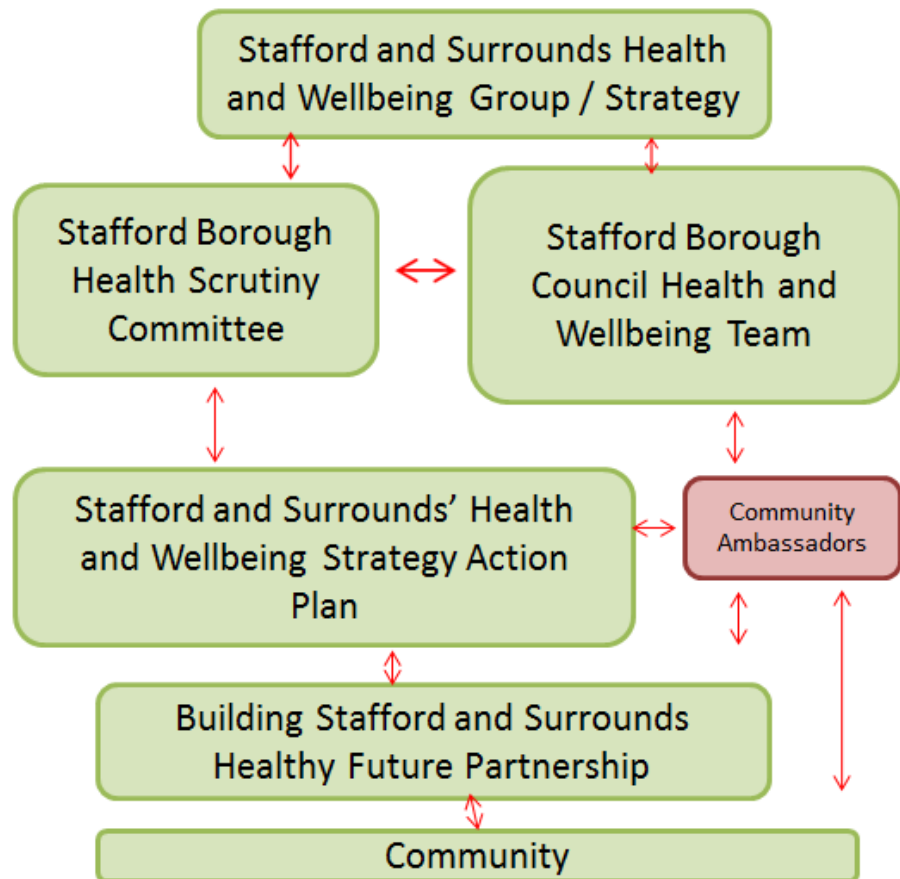 Stafford and Surrounds Health
and Wellbeing Group / Strategy
Stafford Borough
Health Scrutiny
Committee
Stafford Borough
Council Health and
Wellbeing Team
Stafford and Surrounds’ Health
and Wellbeing Strategy Action
Plan
Community
Ambassadors
Building Stafford and Surrounds
Healthy Future Partnership
Community